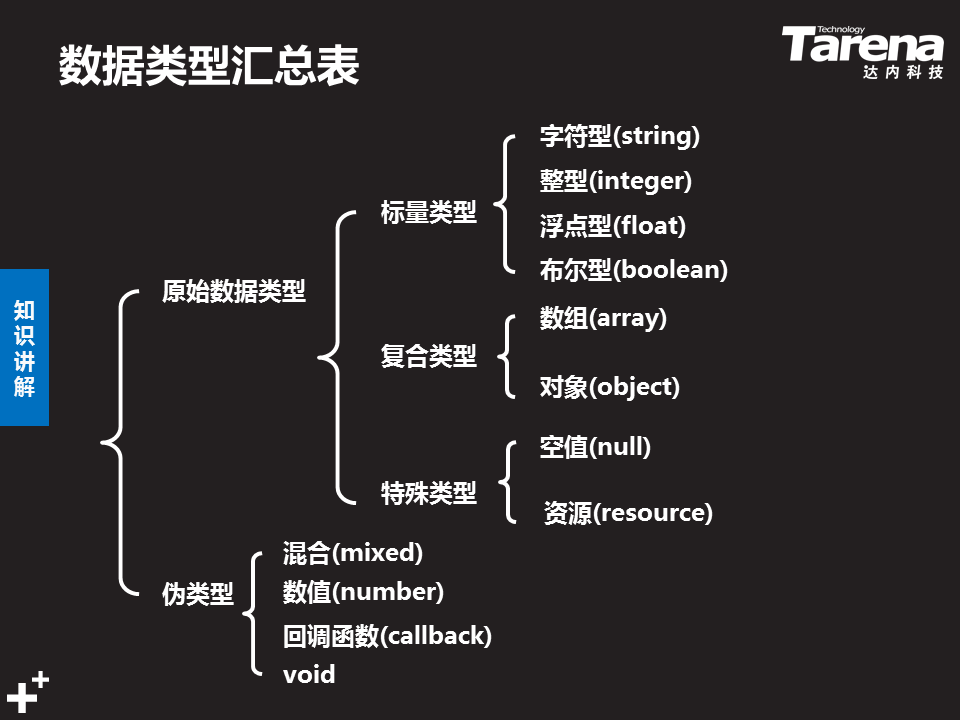 数据类型汇总表
Technology
Tarena
达内科技
字符型(string)
整型(integer)
标量类型
浮点型(float)
布尔型(boolean)
原始数据类型
数组(array)
知识讲解
复合类型
对象(object)
空值(null)
特殊类型
资源(resource)
混合(mixed)
伪类型
数值(number)
回调函数(callback)
void